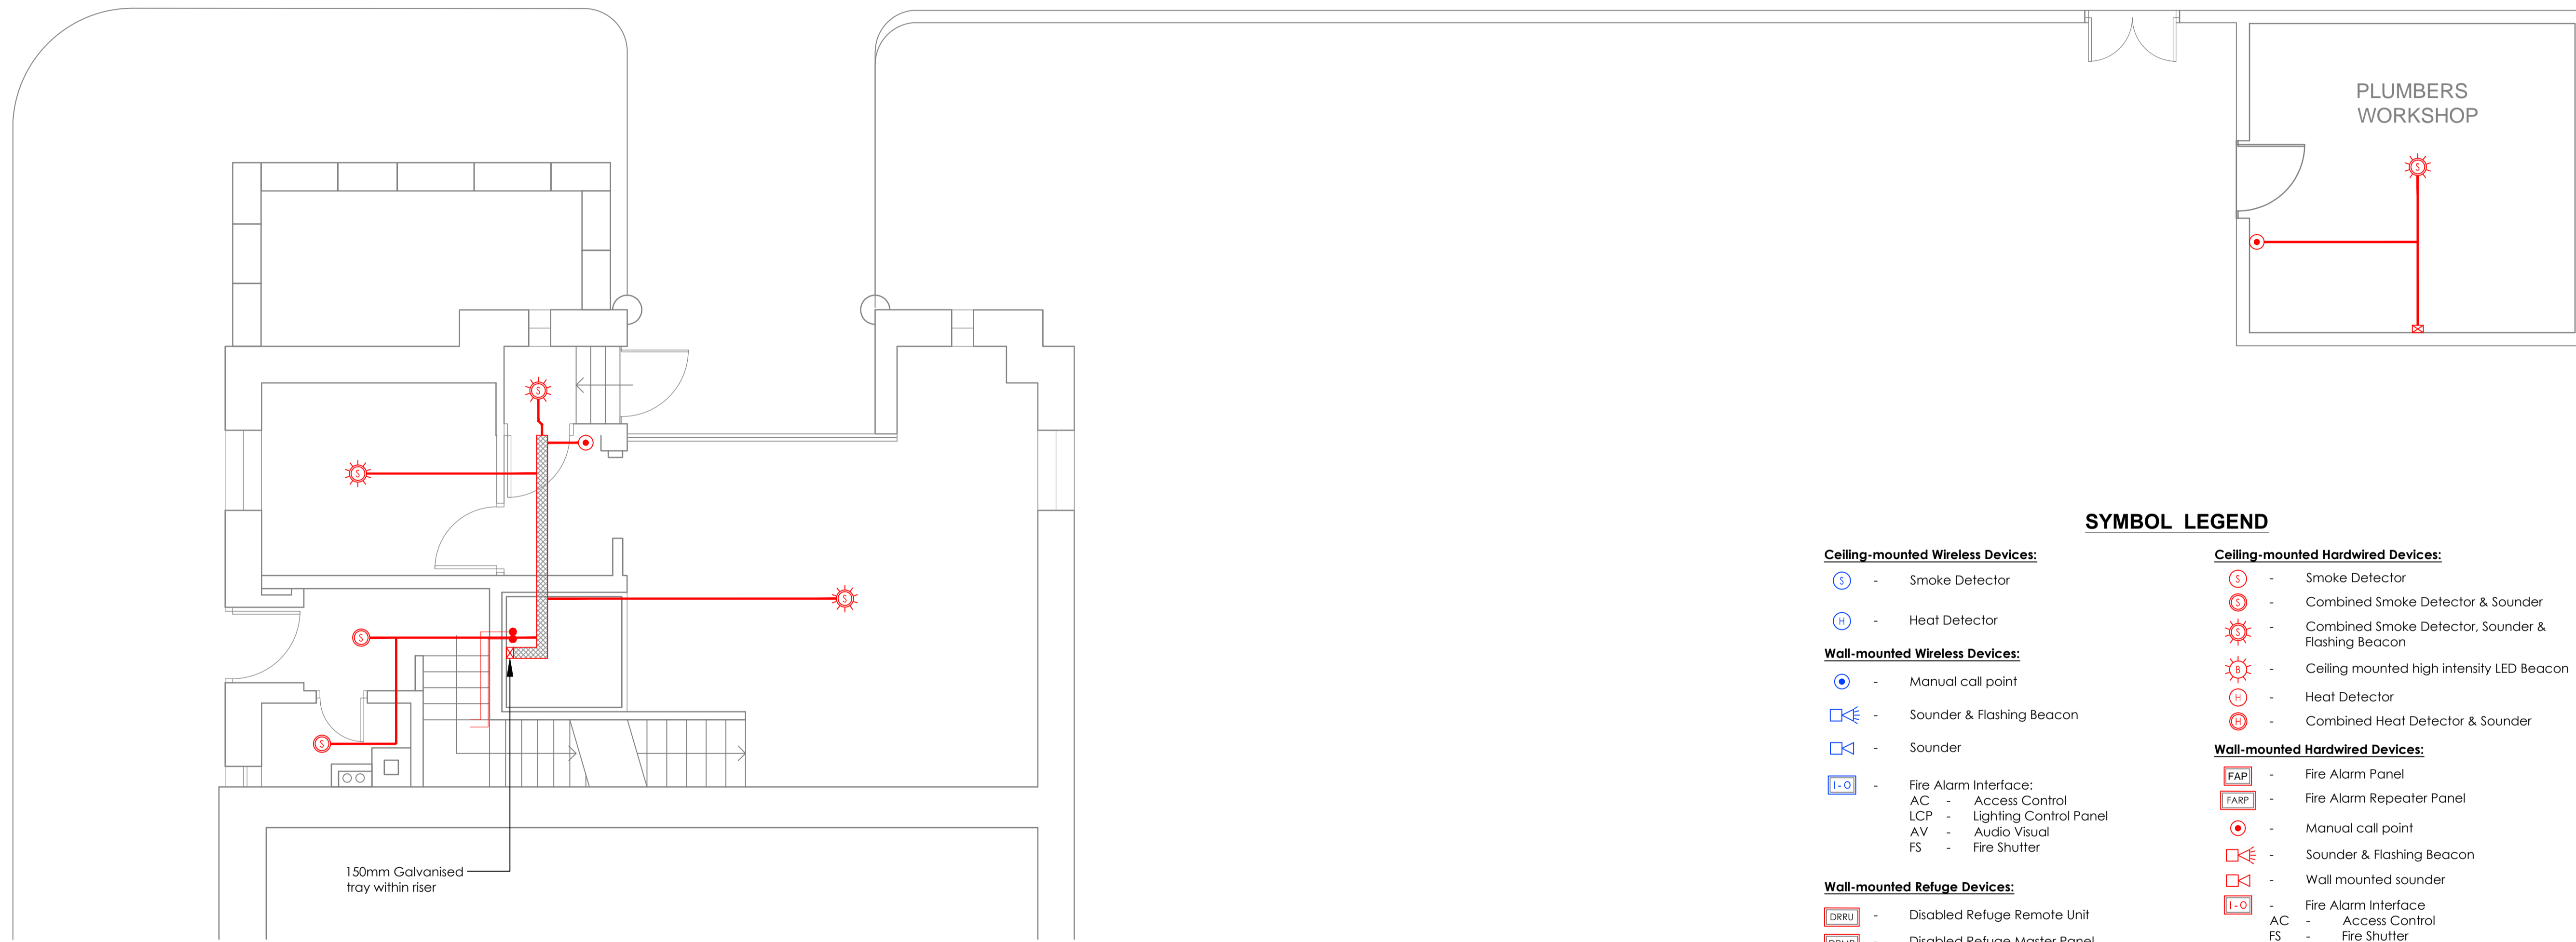 PLUMBERS
WORKSHOP
S
S
S
S
S
S
150mm Galvanised
tray within riser
SYMBOL LEGEND
Ceiling-mounted Wireless Devices:
S - Smoke Detector
H - Heat Detector
Wall-mounted Wireless Devices:
- Manual call point
- Sounder & Flashing Beacon
- Sounder
I-O - Fire Alarm Interface:
AC - Access Control
LCP - Lighting Control Panel
AV - Audio Visual
FS - Fire Shutter
Wall-mounted Refuge Devices:
DRRU - Disabled Refuge Remote Unit
Disabled Refuge Master Panel
Ceiling-mounted Hardwired Devices:
S - Smoke Detector
S - Combined Smoke Detector & Sounder
S - Combined Smoke Detector, Sounder &
Flashing Beacon
B - Ceiling mounted high intensity LED Beacon
H - Heat Detector
H - Combined Heat Detector & Sounder
Wall-mounted Hardwired Devices:
FAP - Fire Alarm Panel
FARP - Fire Alarm Repeater Panel
- Manual call point
- Sounder & Flashing Beacon
- Wall mounted sounder
I-O - Fire Alarm Interface
AC - Access Control
FS - Fire Shutter